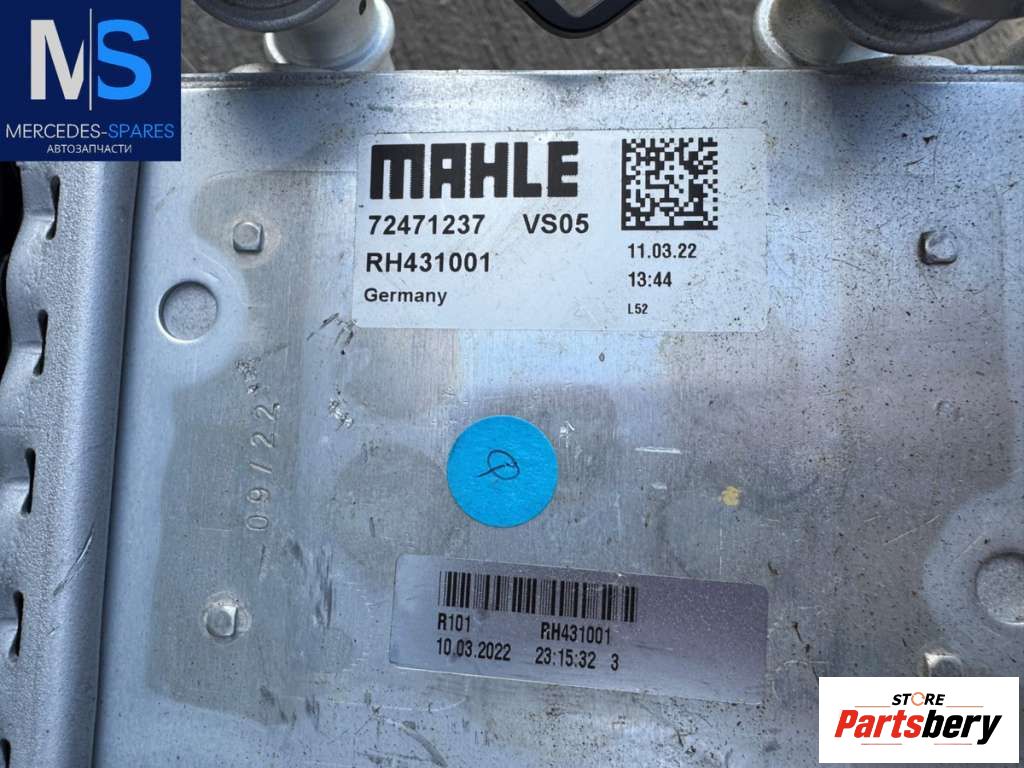 MS
MERCEDES-SPARES
АВТОЗАПЧАСТИ
MAHLE
72471237 VS05
RH431001
Germany
11.03.22
13:44
L52
09/22
R101 RH431001
10.03.2022 23:15:32 3
STORE
Partsbery